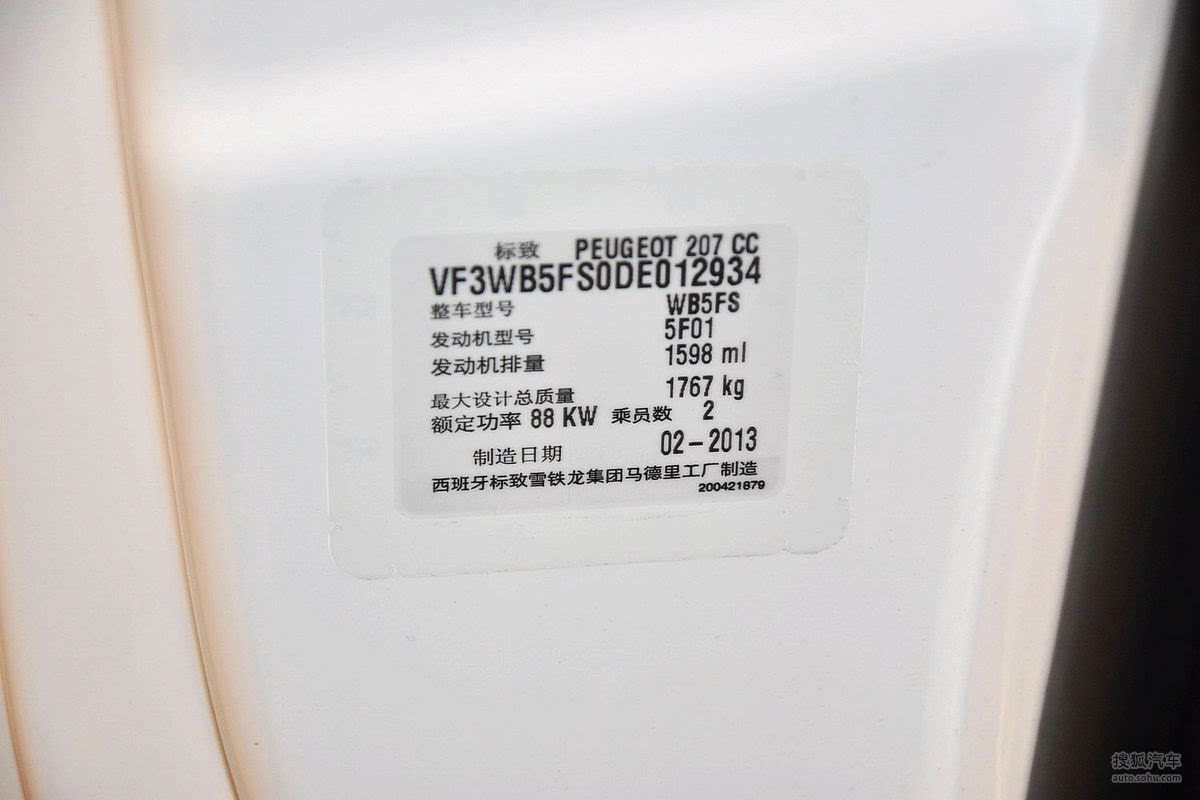 标致 PEUGEOT 207 CC
VF3WB5FS0DE012934
整车型号 WB5FS
发动机型号 5F01
发动机排量 1598 ml
最大设计总质量 1767 kg
额定功率 88 KW 乘员数 2
制造日期 02-2013
西班牙标致雪铁龙集团马德里工厂制造
200421879
搜狐汽车
auto.sohu.com